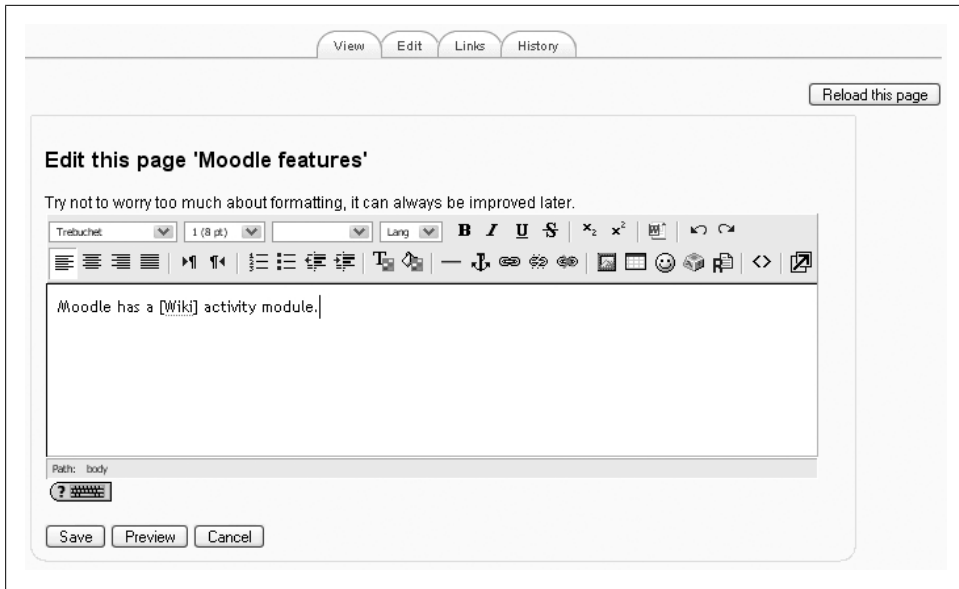 View Edit Links History
Reload this page
Edit this page 'Moodle features'
Try not to worry too much about formatting, it can always be improved later.
Trebuchet 1 (8 pt) Lang B I U S x₂ x²
Moodle has a [Wiki] activity module.
Path: body
?
Save Preview Cancel